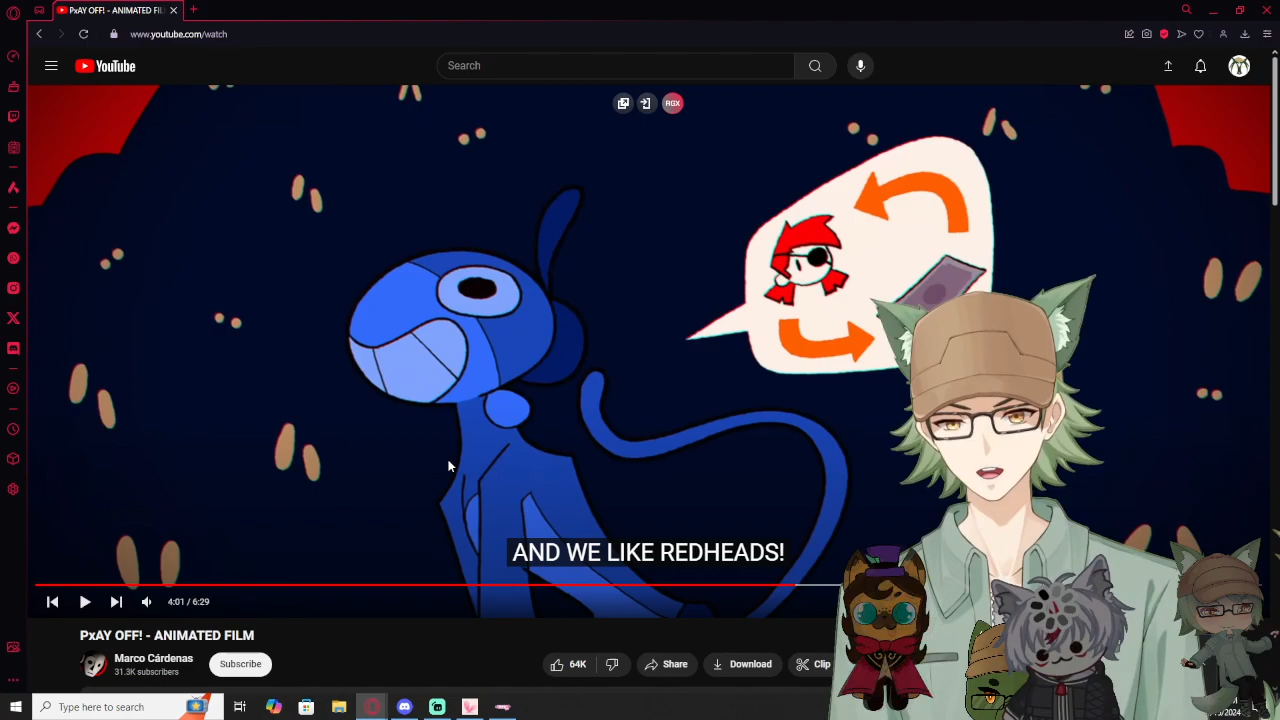 PxAY OFF! - ANIMATED FIL
www.youtube.com/watch
YouTube
Search
RGX
AND WE LIKE REDHEADS!
4:01 / 6:29
PxAY OFF! - ANIMATED FILM
Marco Cárdenas
31.3K subscribers
Subscribe
64K
Share
Download
Clip
Type here to search